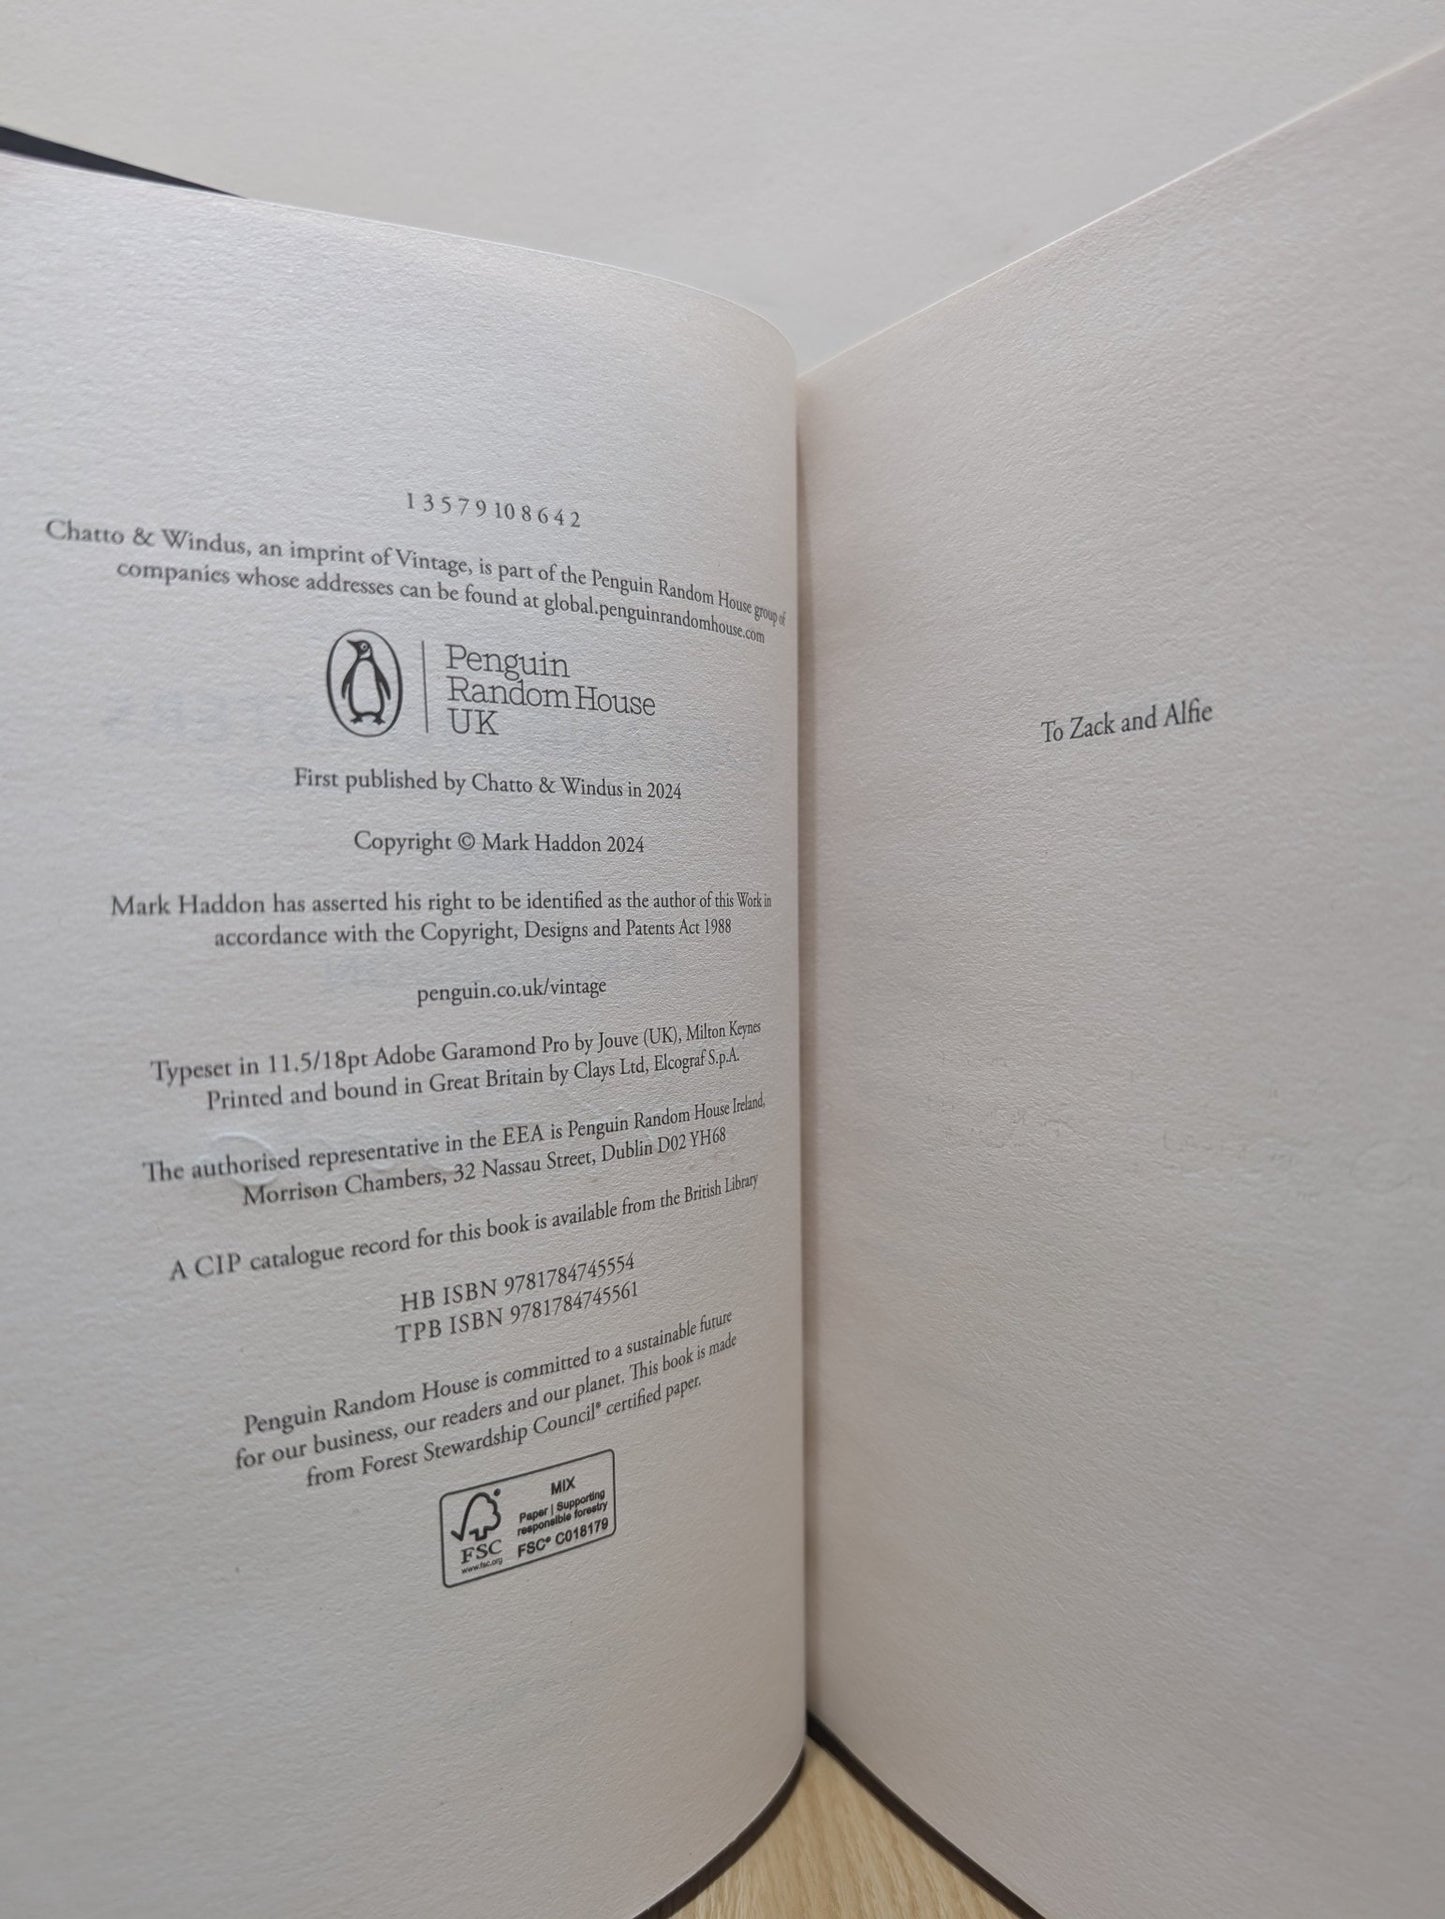 1 3 5 7 9 10 8 6 4 2
Chatto & Windus, an imprint of Vintage, is part of the Penguin Random House group of
companies whose addresses can be found at global.penguinrandomhouse.com
Penguin
Random House
UK
First published by Chatto & Windus in 2024
Copyright © Mark Haddon 2024
Mark Haddon has asserted his right to be identified as the author of this Work in
accordance with the Copyright, Designs and Patents Act 1988
penguin.co.uk/vintage
Typeset in 11.5/18pt Adobe Garamond Pro by Jouve (UK), Milton Keynes
Printed and bound in Great Britain by Clays Ltd, Elcograf S.p.A.
The authorised representative in the EEA is Penguin Random House Ireland,
Morrison Chambers, 32 Nassau Street, Dublin D02 YH68
A CIP catalogue record for this book is available from the British Library
HB ISBN 9781784745554
TPB ISBN 9781784745561
Penguin Random House is committed to a sustainable future
for our business, our readers and our planet. This book is made
from Forest Stewardship Council® certified paper.
FSC
www.fsc.org
MIX
Paper | Supporting
responsible forestry
FSC® C018179
To Zack and Alfie